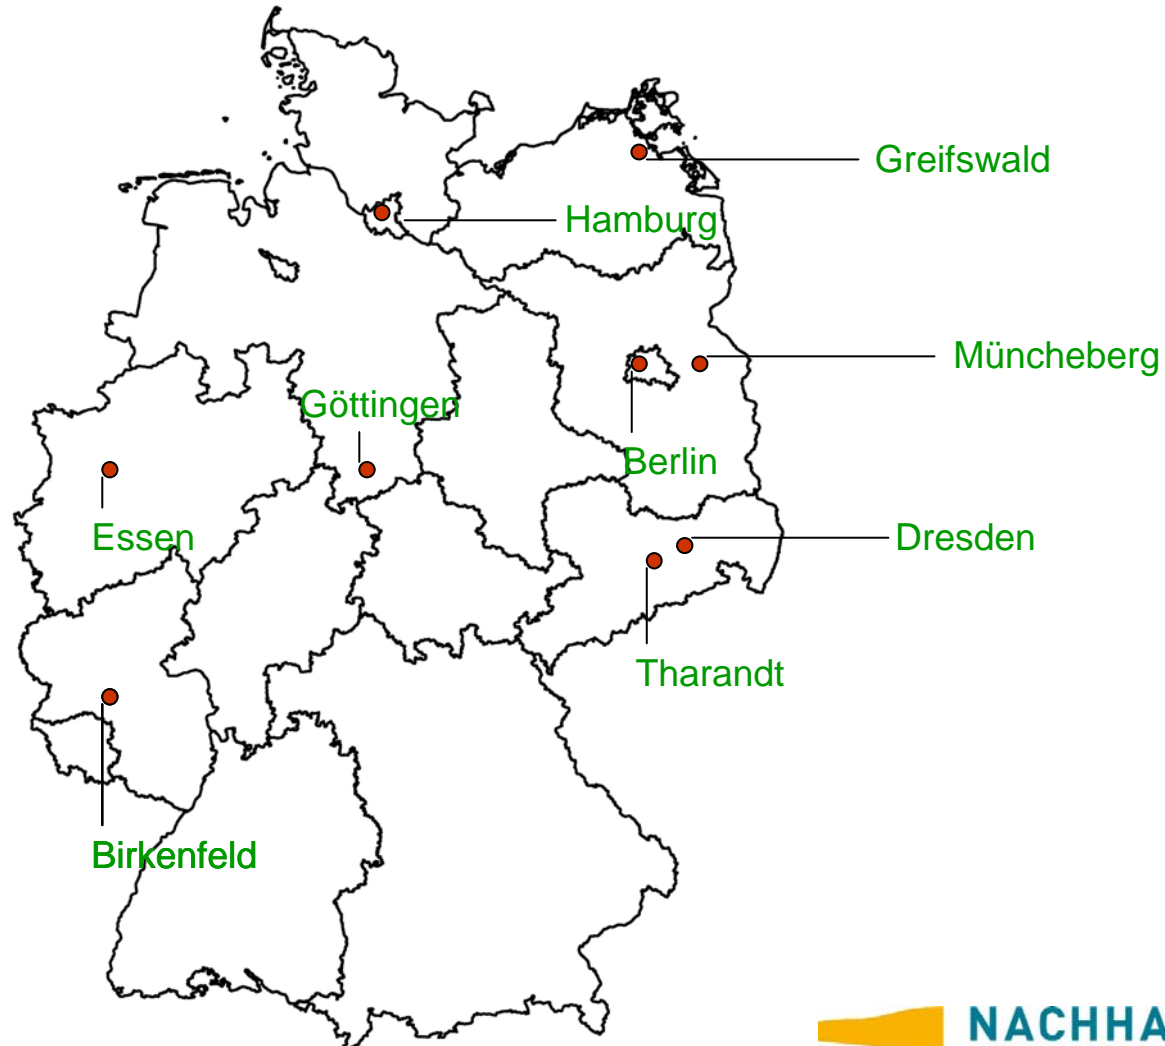 Greifswald
Hamburg
Müncheberg
Göttingen
Berlin
Essen
Dresden
Tharandt
Birkenfeld
NACHHA